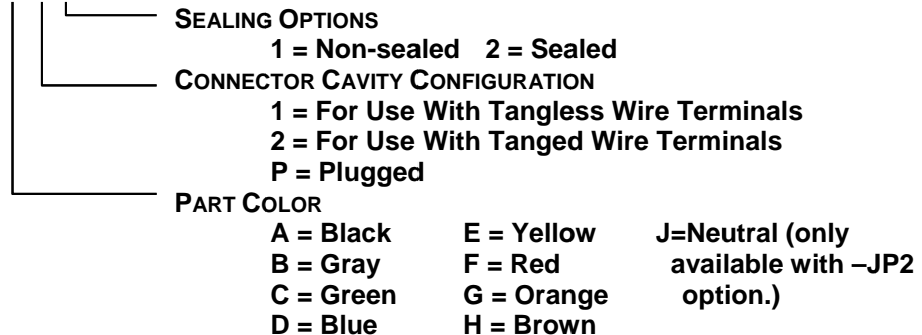 SEALING OPTIONS
1 = Non-sealed 2 = Sealed
CONNECTOR CAVITY CONFIGURATION
1 = For Use With Tangless Wire Terminals
2 = For Use With Tanged Wire Terminals
P = Plugged
PART COLOR
A = Black E = Yellow J=Neutral (only
B = Gray F = Red available with –JP2
C = Green G = Orange option.)
D = Blue H = Brown